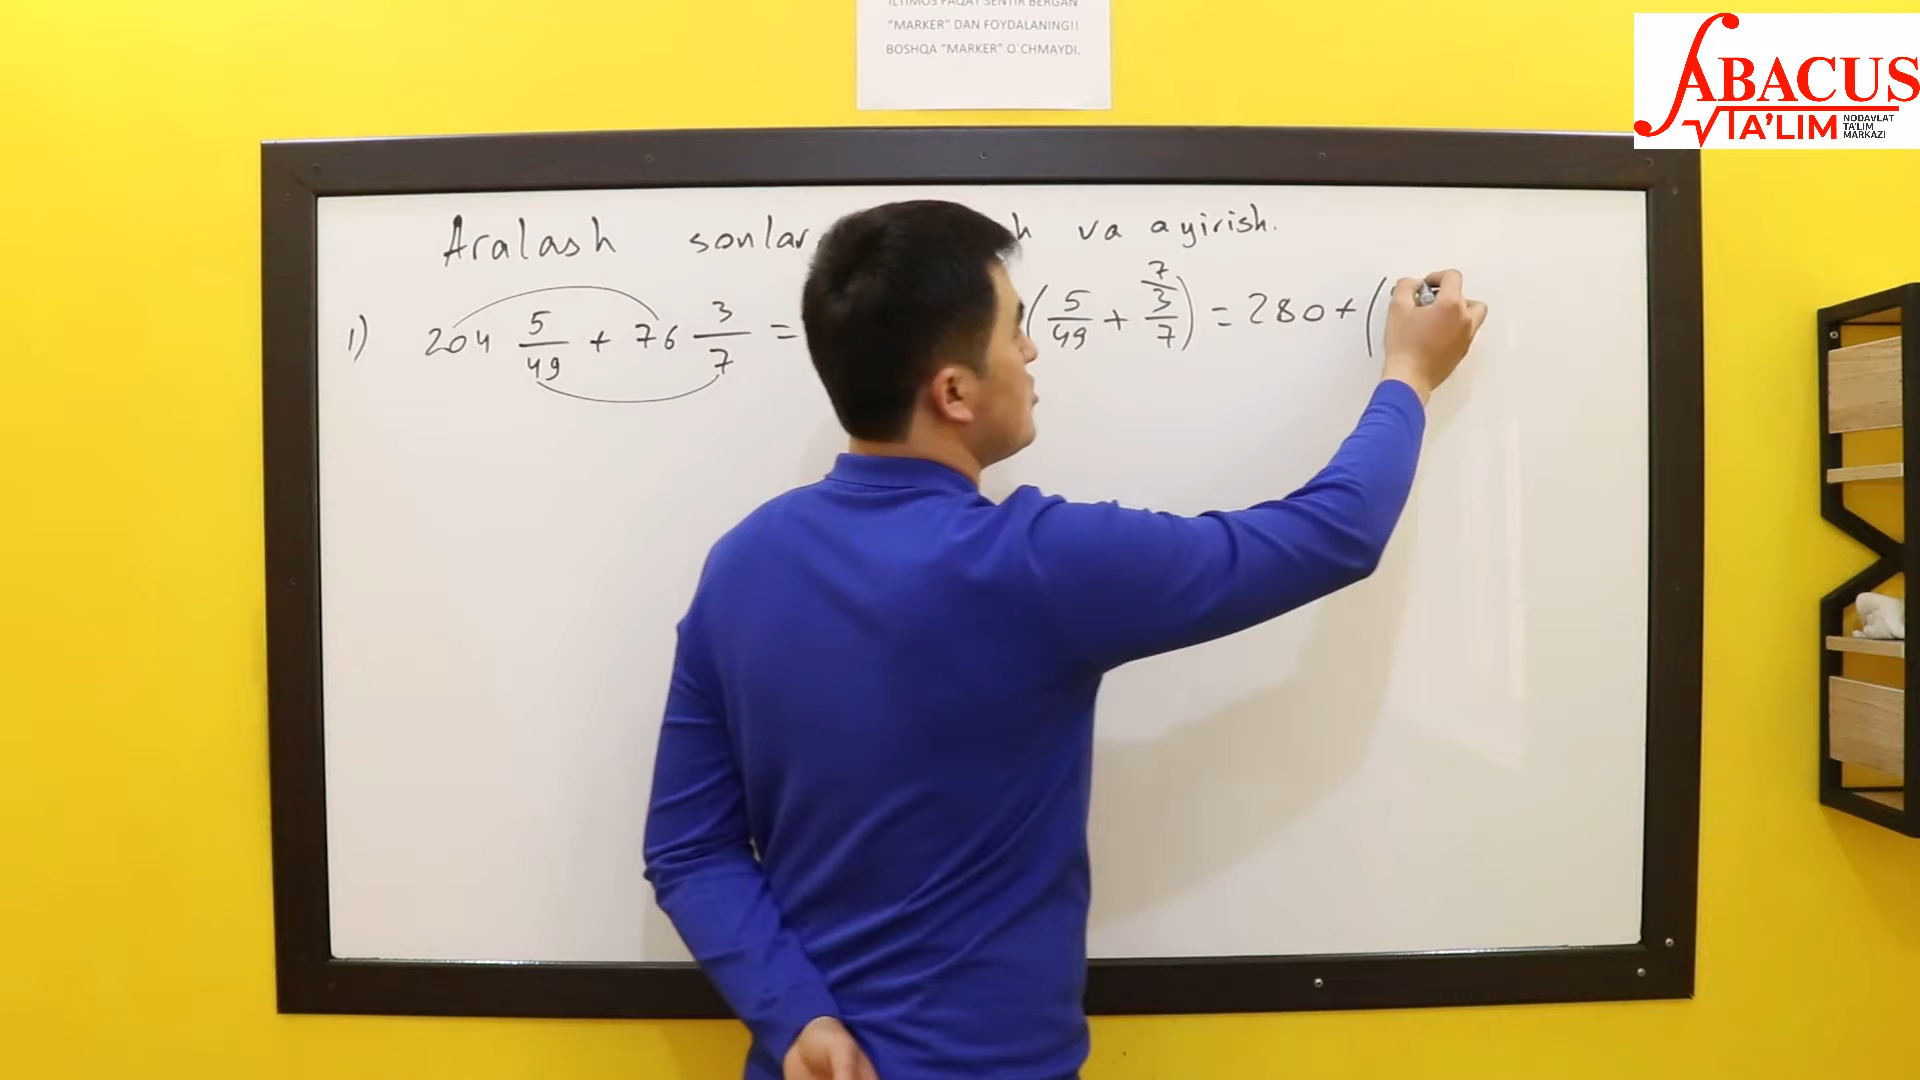 ILTIMOS FAQAT SENTIR BERGAN
"MARKER" DAN FOYDALANING!!
BOSHQA "MARKER" O`CHMAYDI.
ABACUS
TA'LIM NODAVLAT TA'LIM MARKAZI
Aralash sonlar va ayirish.
1) 204 5/49 + 76 3/7 = (5/49 + 3/7) = 280 + (
7